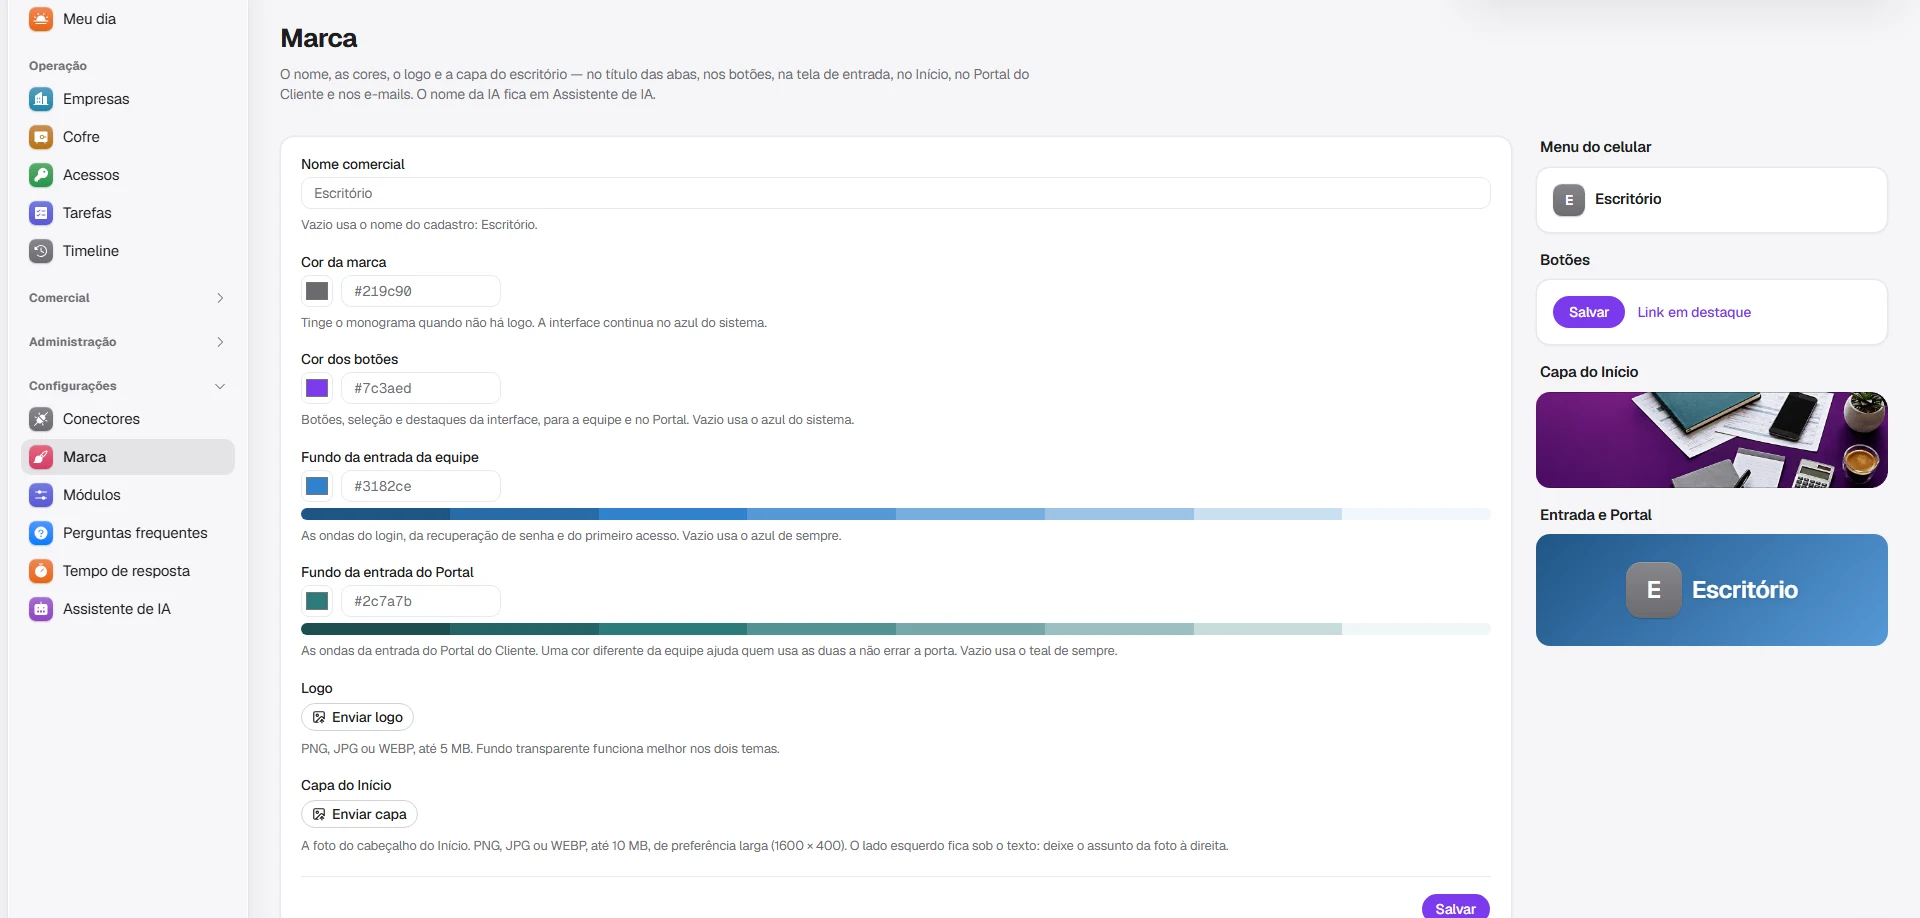 Meu dia
Operação
Empresas
Cofre
Acessos
Tarefas
Timeline
Comercial
Administração
Configurações
Conectores
Marca
Módulos
Perguntas frequentes
Tempo de resposta
Assistente de IA
Marca
O nome, as cores, o logo e a capa do escritório — no título das abas, nos botões, na tela de entrada, no Início, no Portal do
Cliente e nos e-mails. O nome da IA fica em Assistente de IA.
Nome comercial
Escritório
Vazio usa o nome do cadastro: Escritório.
Cor da marca
#219c90
Tinge o monograma quando não há logo. A interface continua no azul do sistema.
Cor dos botões
#7c3aed
Botões, seleção e destaques da interface, para a equipe e no Portal. Vazio usa o azul do sistema.
Fundo da entrada da equipe
#3182ce
As ondas do login, da recuperação de senha e do primeiro acesso. Vazio usa o azul de sempre.
Fundo da entrada do Portal
#2c7a7b
As ondas da entrada do Portal do Cliente. Uma cor diferente da equipe ajuda quem usa as duas a não errar a porta. Vazio usa o teal de sempre.
Logo
Enviar logo
PNG, JPG ou WEBP, até 5 MB. Fundo transparente funciona melhor nos dois temas.
Capa do Início
Enviar capa
A foto do cabeçalho do Início. PNG, JPG ou WEBP, até 10 MB, de preferência larga (1600 × 400). O lado esquerdo fica sob o texto: deixe o assunto da foto à direita.
Salvar
Menu do celular
E Escritório
Botões
Salvar Link em destaque
Capa do Início
Entrada e Portal
E Escritório